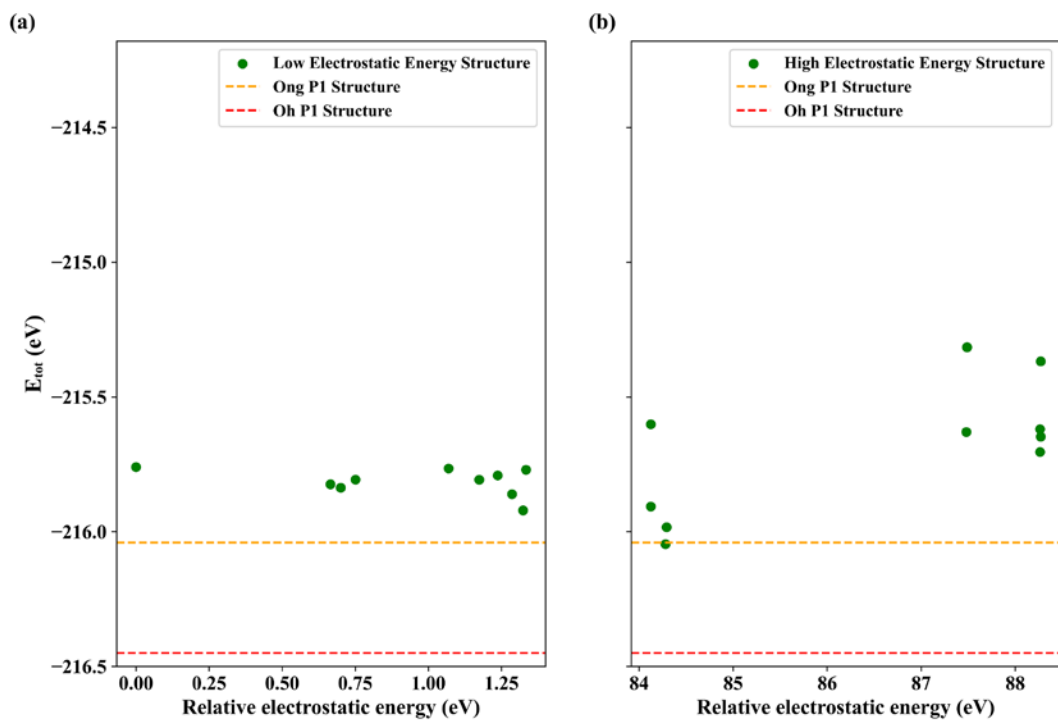 (a)
Low Electrostatic Energy Structure
Ong P1 Structure
Oh P1 Structure
−214.5
−215.0
−215.5
−216.0
−216.5
E_tot (eV)
0.00 0.25 0.50 0.75 1.00 1.25
Relative electrostatic energy (eV)
(b)
High Electrostatic Energy Structure
Ong P1 Structure
Oh P1 Structure
84 85 86 87 88
Relative electrostatic energy (eV)